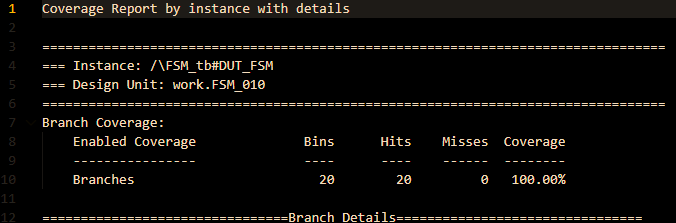 1 Coverage Report by instance with details
2
3 =================================================================================
4 === Instance: /\FSM_tb#DUT_FSM
5 === Design Unit: work.FSM_010
6 =================================================================================
7 Branch Coverage:
8     Enabled Coverage              Bins      Hits    Misses  Coverage
9     ----------------              ----      ----    ------  --------
10     Branches                        20        20         0   100.00%
11
12 ================================Branch Details================================